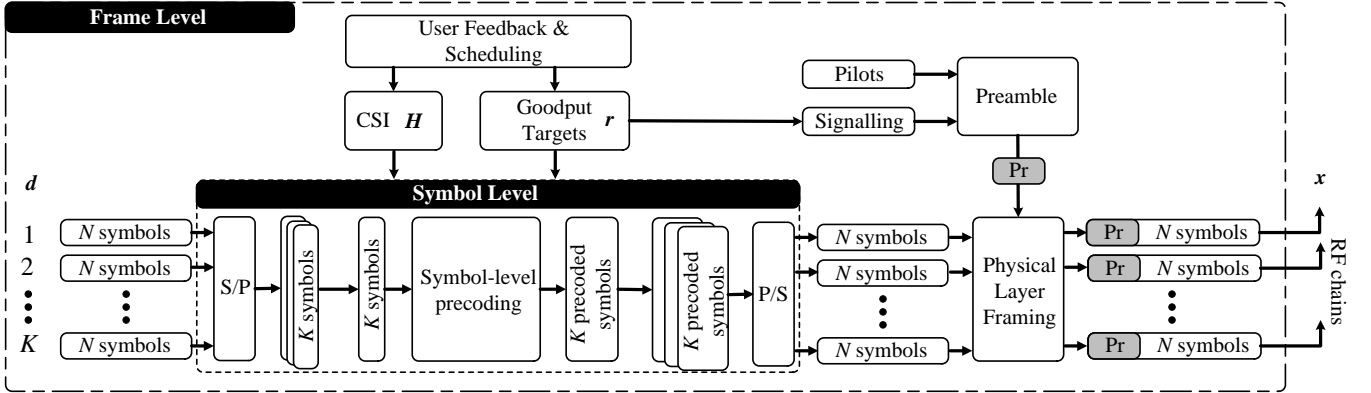 Frame Level
User Feedback &
Scheduling
CSI H
Goodput
Targets r
Pilots
Signalling
Preamble
Pr
d
Symbol Level
x
1
N symbols
2
N symbols
K
N symbols
S/P
K symbols
K symbols
Symbol-level
precoding
K precoded
symbols
K precoded
symbols
P/S
N symbols
N symbols
N symbols
Physical
Layer
Framing
Pr N symbols
Pr N symbols
Pr N symbols
RF chains